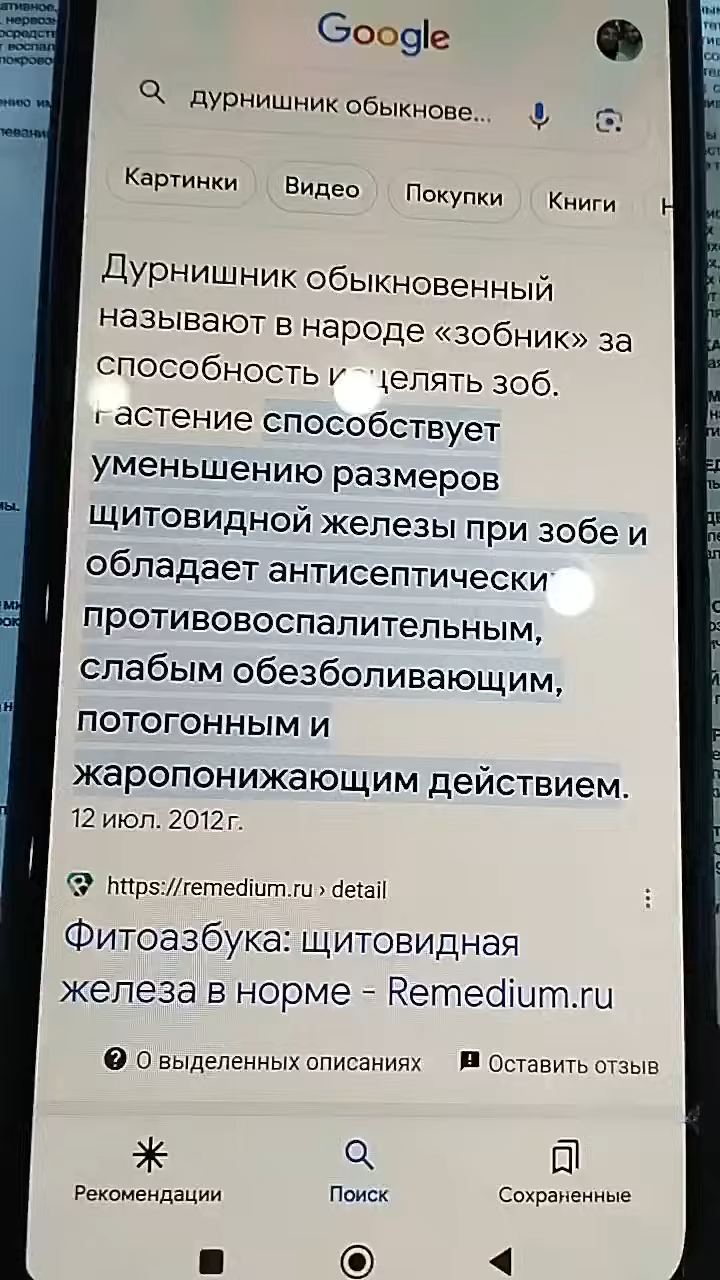 Google
дурнишник обыкнове...
Картинки
Видео
Покупки
Книги
Дурнишник обыкновенный
называют в народе «зобник» за
способность исцелять зоб.
Растение способствует
уменьшению размеров
щитовидной железы при зобе и
обладает антисептически
противовоспалительным,
слабым обезболивающим,
потогонным и
жаропонижающим действием.
12 июл. 2012 г.
https://remedium.ru › detail
Фитоазбука: щитовидная
железа в норме - Remedium.ru
О выделенных описаниях
Оставить отзыв
Рекомендации
Поиск
Сохраненные